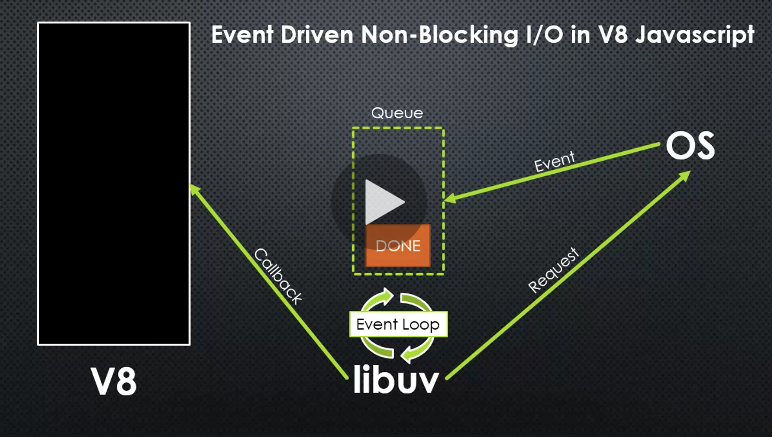 Event Driven Non-Blocking I/O in V8 Javascript
Queue
OS
Event
DONE
Callback
Request
Event Loop
V8
libuv